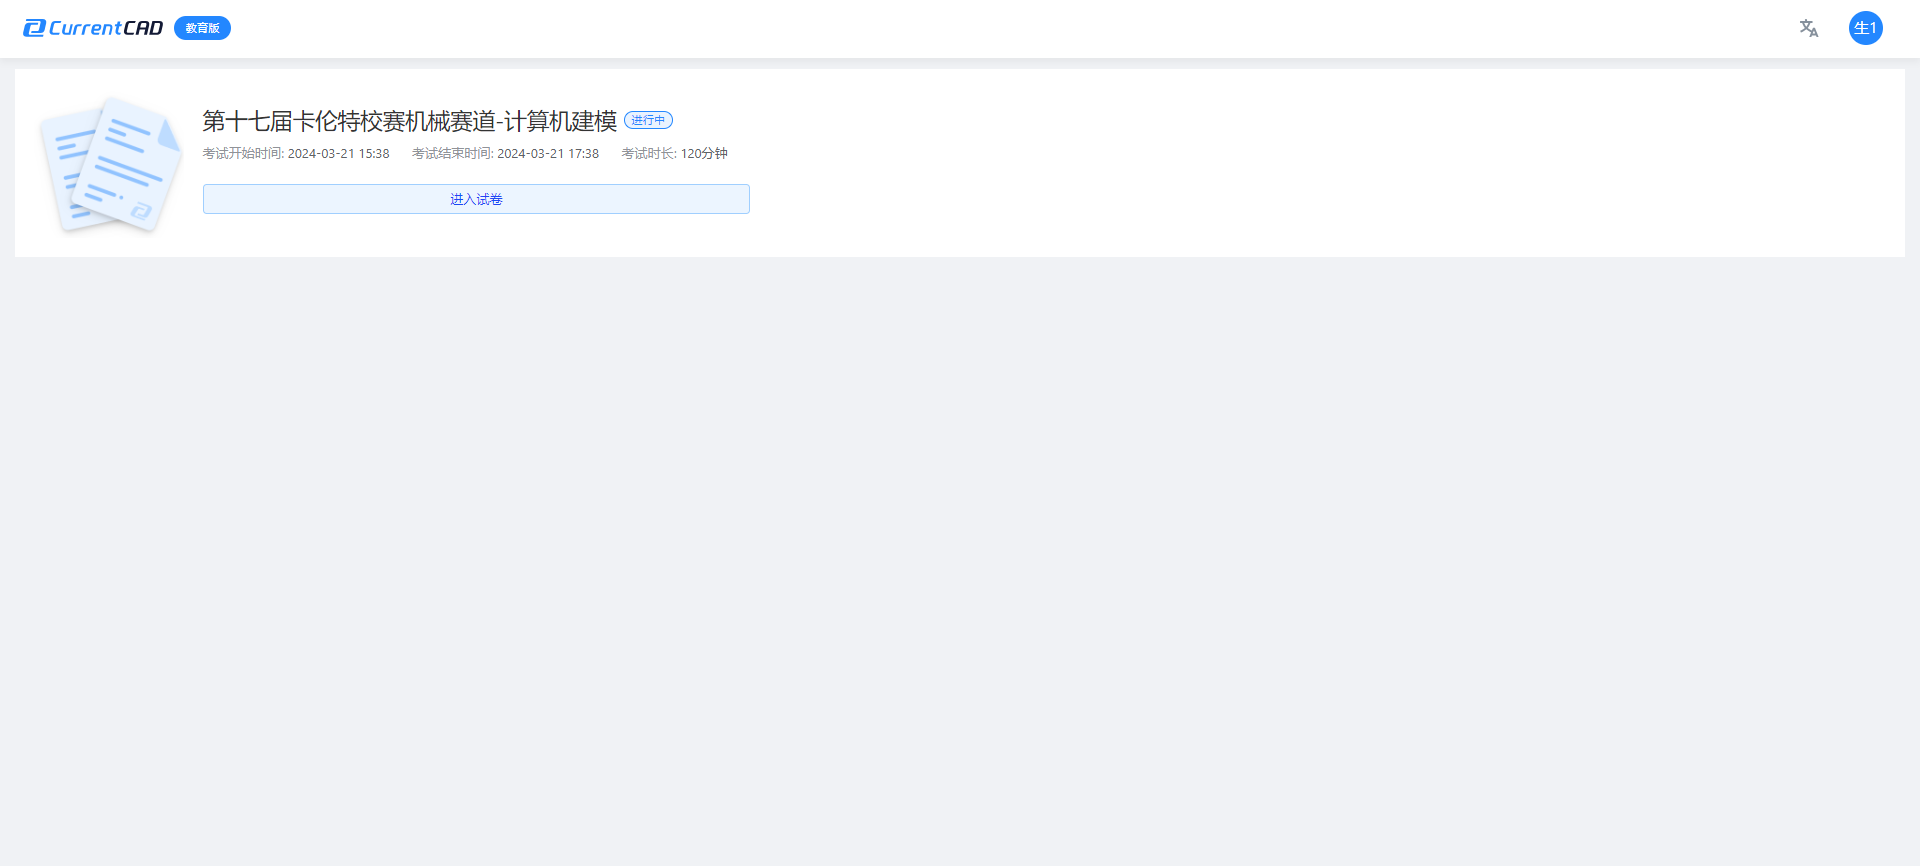 CurrentCAD 教育版
生1
第十七届卡伦特校赛机械赛道-计算机建模 进行中
考试开始时间: 2024-03-21 15:38 考试结束时间: 2024-03-21 17:38 考试时长: 120分钟
进入试卷